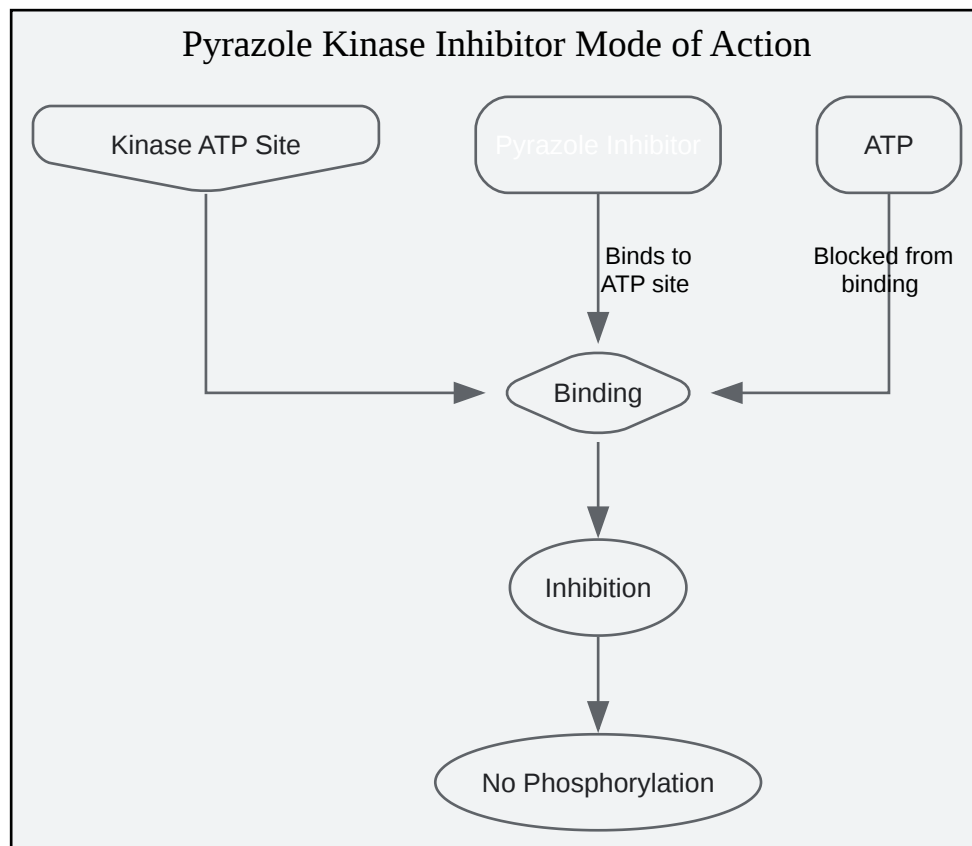 Pyrazole Kinase Inhibitor Mode of Action
Kinase ATP Site
Pyrazole Inhibitor
ATP
Binds to
ATP site
Blocked from
binding
Binding
Inhibition
No Phosphorylation